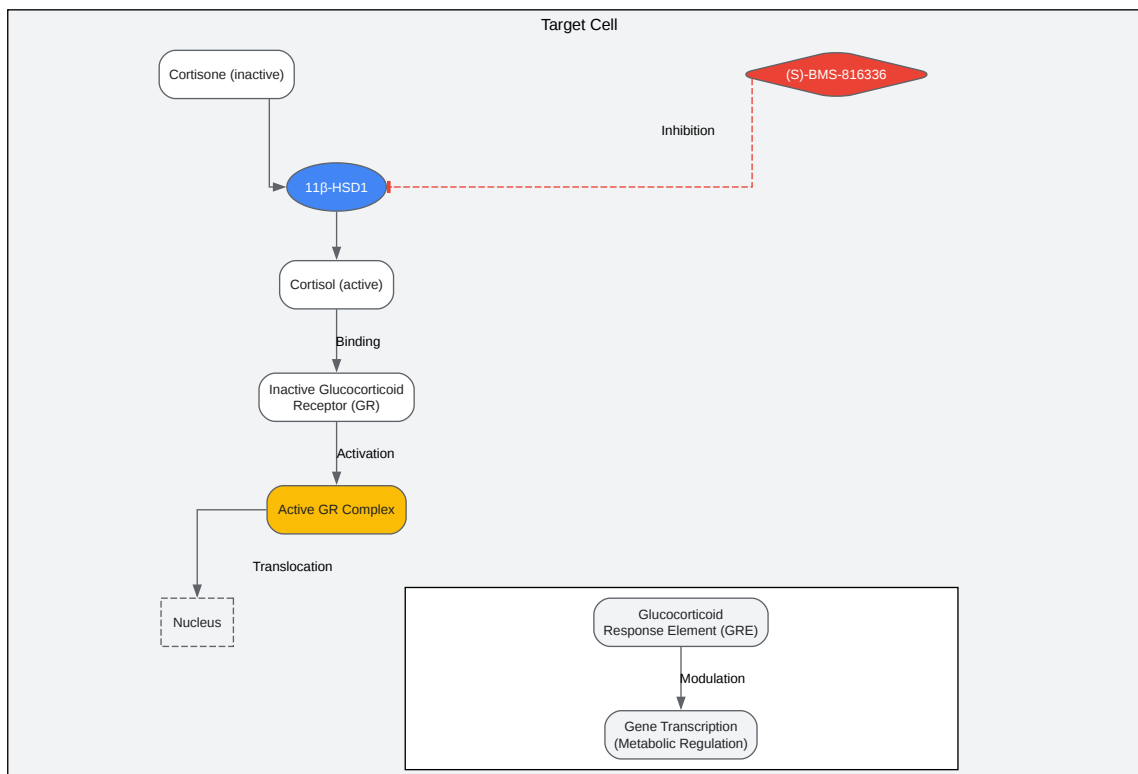 Target Cell
Cortisone (inactive)
(S)-BMS-816336
Inhibition
11β-HSD1
Cortisol (active)
Binding
Inactive Glucocorticoid
Receptor (GR)
Activation
Active GR Complex
Translocation
Nucleus
Glucocorticoid
Response Element (GRE)
Modulation
Gene Transcription
(Metabolic Regulation)